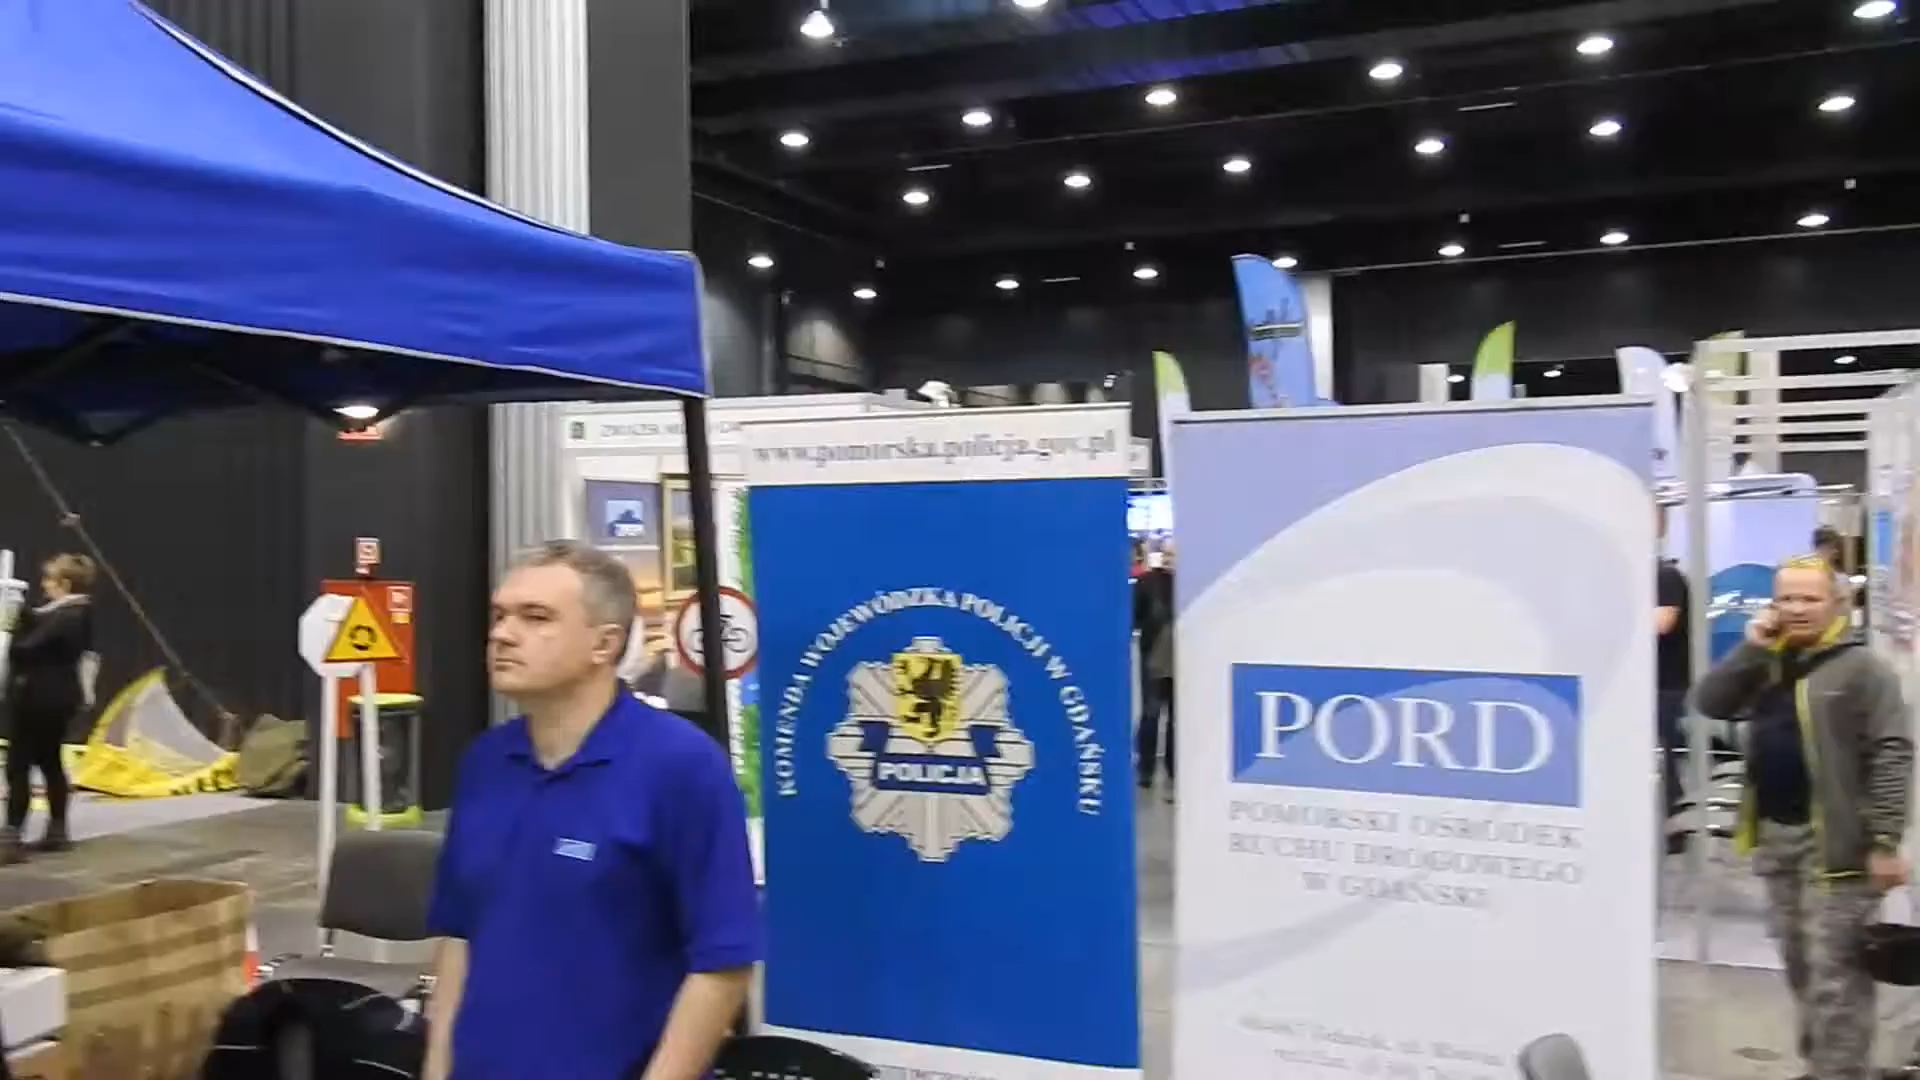 www.pomorska.policja.gov.pl
KOMENDA WOJEWÓDZKA POLICJI W GDAŃSKU
POLICJA
PORD
POMORSKI OŚRODEK
RUCHU DROGOWEGO
W GDAŃSKU